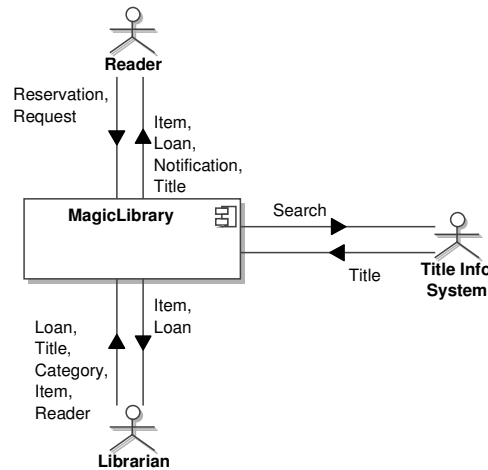 Reader
Reservation,
Request
Item,
Loan,
Notification,
Title
MagicLibrary
Search
Title
Title Info
System
Item,
Loan
Loan,
Title,
Category,
Item,
Reader
Librarian